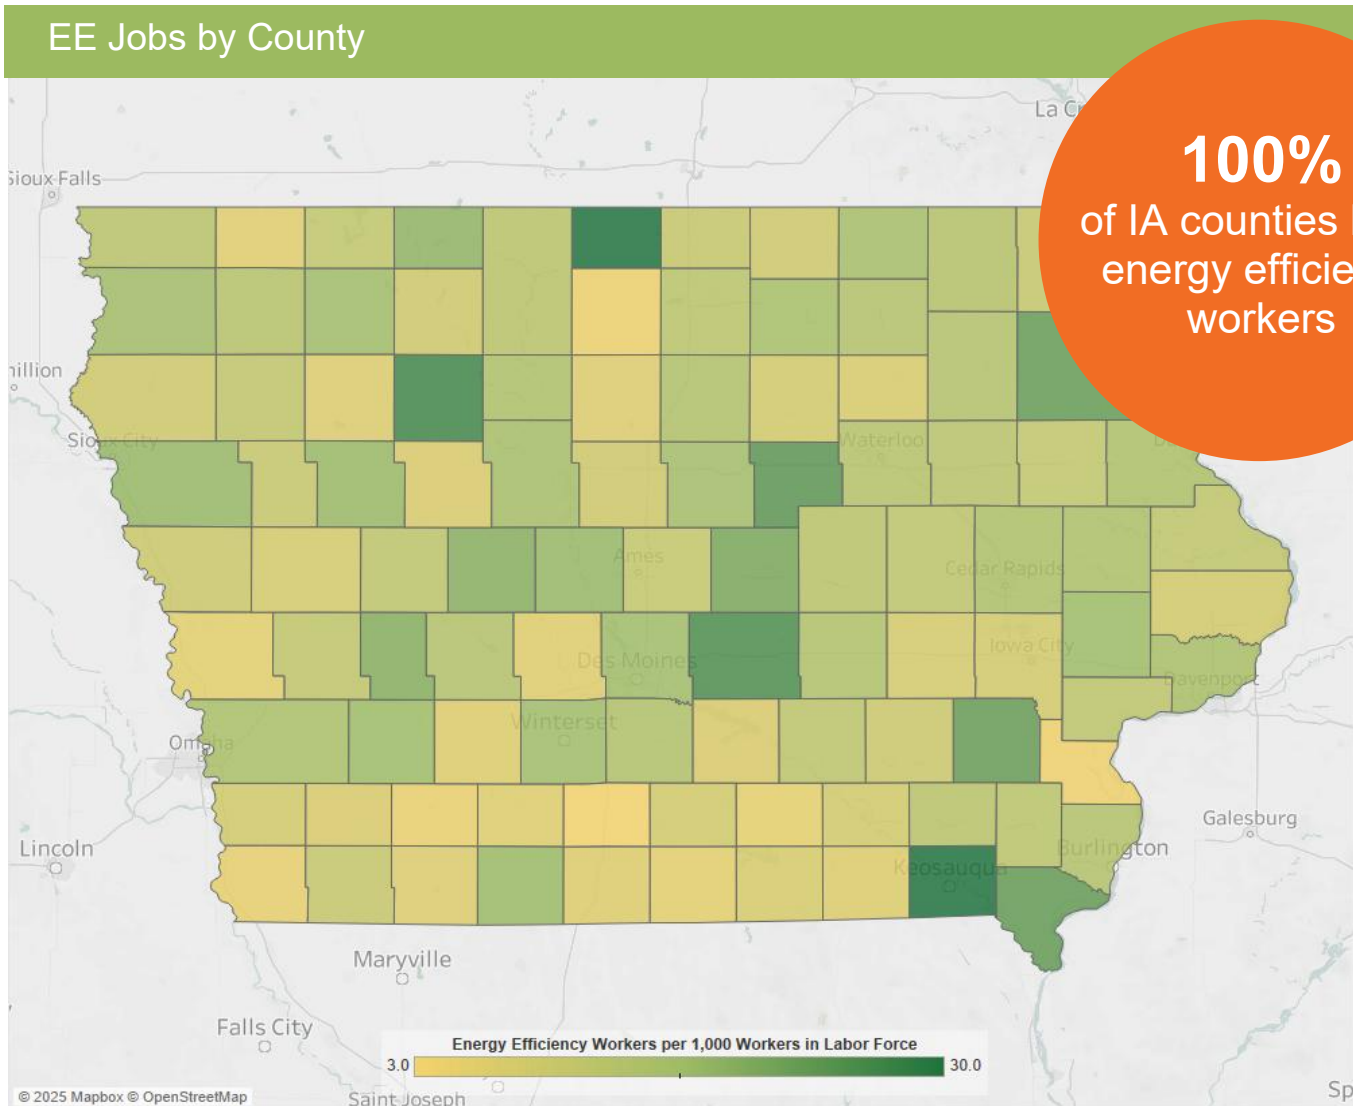 EE Jobs by County
La
100%
of IA counties
energy
workers
Sioux Falls
Sioux City
Waterloo
Ames
Cedar Rapids
Des Moines
Iowa City
Davenport
Winterset
Omaha
Lincoln
Galesburg
Burlington
Keosauqua
Maryville
Falls City
Energy Efficiency Workers per 1,000 Workers in Labor Force
3.0
30.0
© 2025 Mapbox © OpenStreetMap
Saint Joseph
Sp